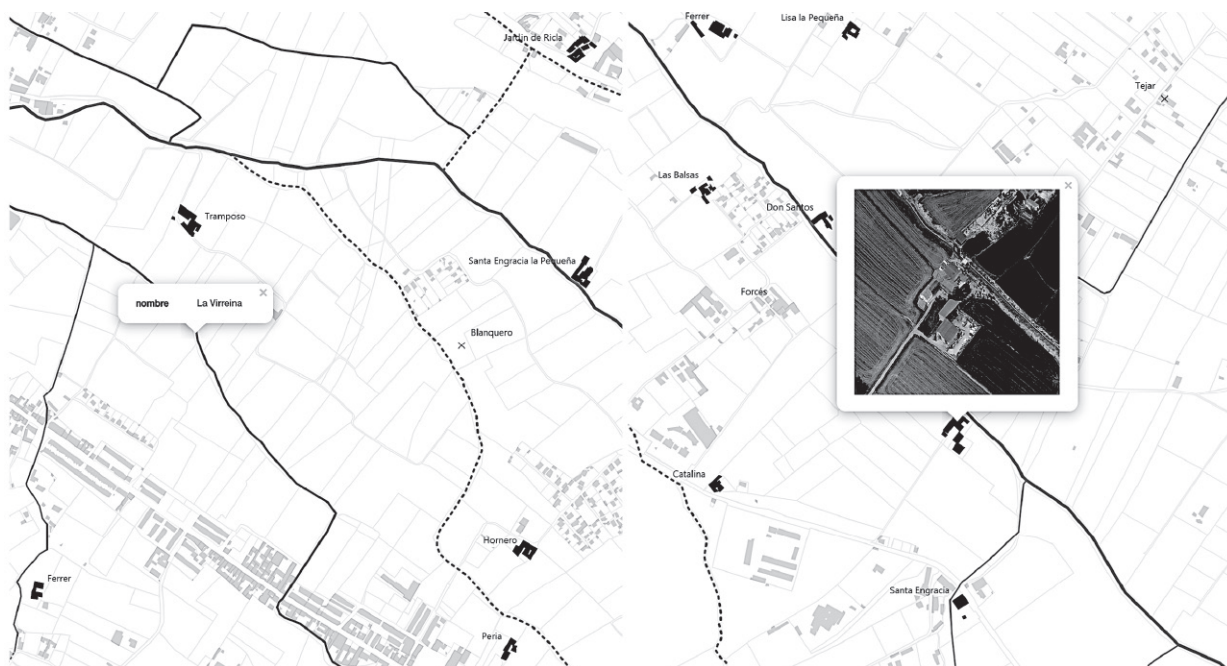 Jardín de Ricla
Tramposo
Santa Engracia la Pequeña
nombre La Virreina
Blanquero
Hornero
Ferrer
Peria
Ferrer
Lisa la Pequeña
Tejar
Las Balsas
Don Santos
Forcés
Catalina
Santa Engracia